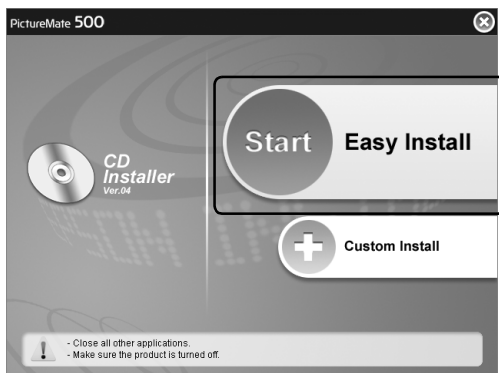 PictureMate 500
CD
Installer
Ver.04
Start
Easy Install
Custom Install
- Close all other applications.
- Make sure the product is turned off.